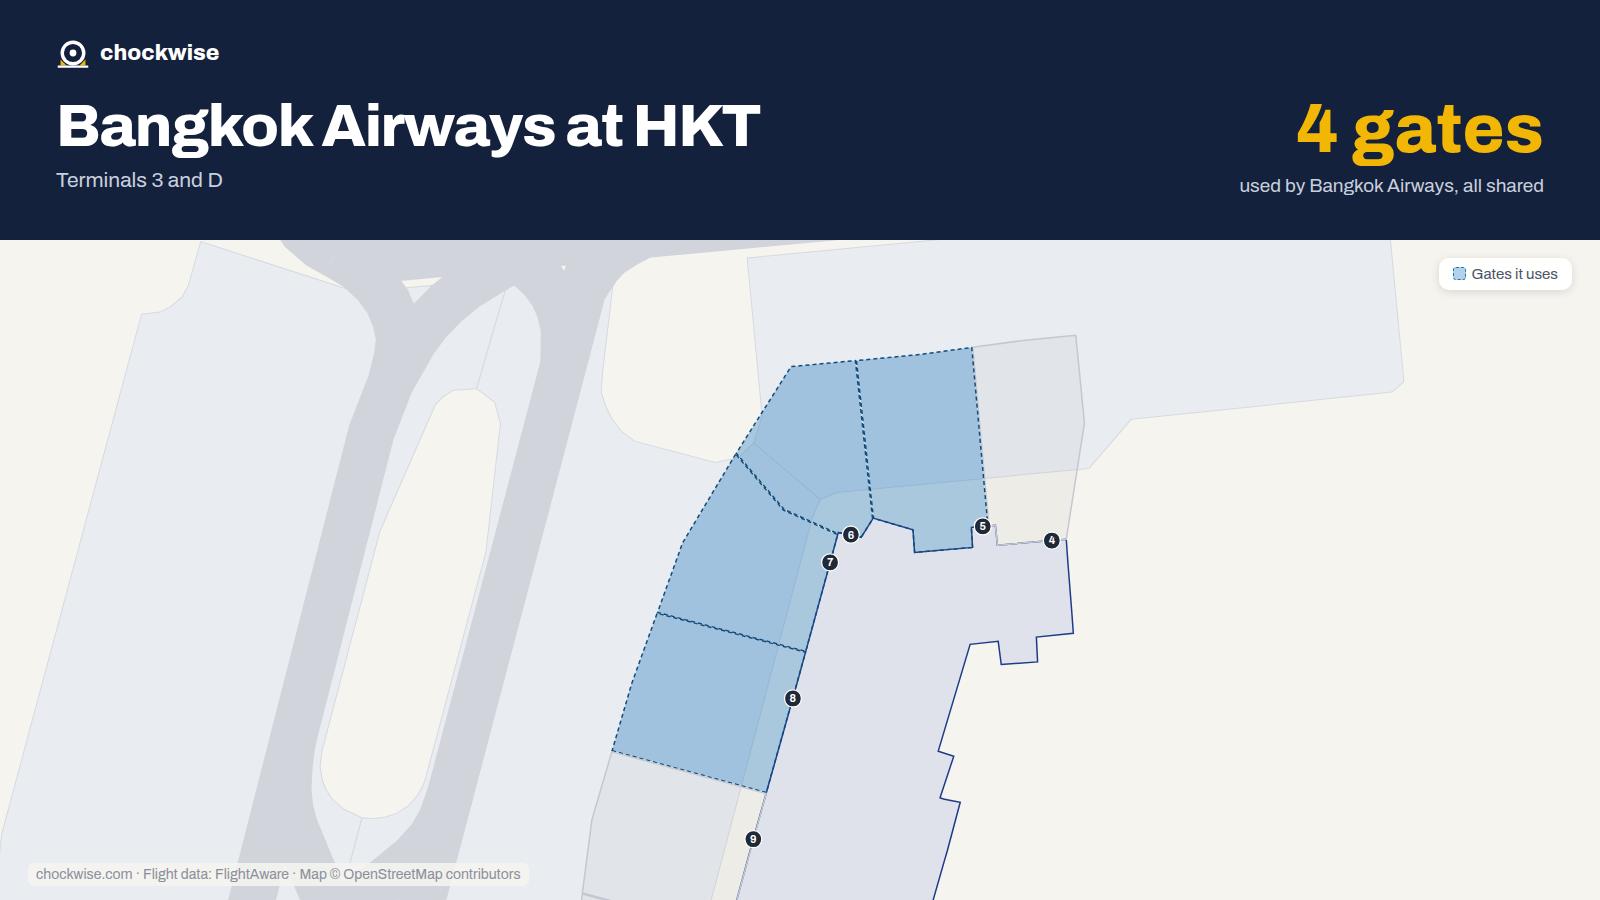 chockwise
Bangkok Airways at HKT
Terminals 3 and D
4 gates
used by Bangkok Airways, all shared
Gates it uses
5
6
4
7
8
9
chockwise.com · Flight data: FlightAware · Map © OpenStreetMap contributors